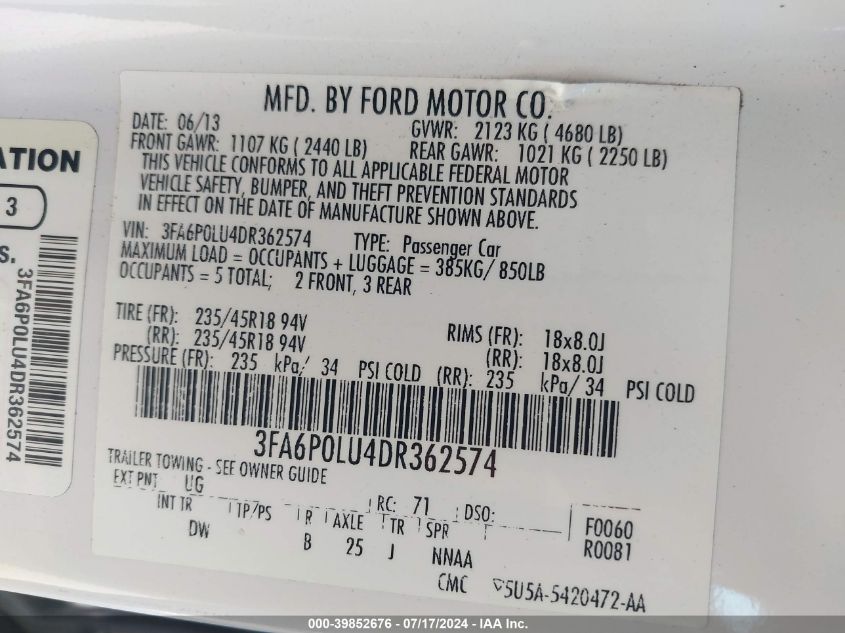 MFD. BY FORD MOTOR CO.
DATE: 06/13
GVWR: 2123 KG ( 4680 LB)
FRONT GAWR: 1107 KG ( 2440 LB)
REAR GAWR: 1021 KG ( 2250 LB)
THIS VEHICLE CONFORMS TO ALL APPLICABLE FEDERAL MOTOR
VEHICLE SAFETY, BUMPER, AND THEFT PREVENTION STANDARDS
IN EFFECT ON THE DATE OF MANUFACTURE SHOWN ABOVE.
VIN: 3FA6P0LU4DR362574 TYPE: Passenger Car
MAXIMUM LOAD = OCCUPANTS + LUGGAGE = 385KG/ 850LB
OCCUPANTS = 5 TOTAL; 2 FRONT, 3 REAR
TIRE (FR): 235/45R18 94V RIMS (FR): 18x8.0J
(RR): 235/45R18 94V (RR): 18x8.0J
PRESSURE (FR): 235 kPa/ 34 PSI COLD (RR): 235 kPa/ 34 PSI COLD
3FA6P0LU4DR362574
TRAILER TOWING - SEE OWNER GUIDE
EXT PNT UG RC: 71 DSO: F0060
INT TR TP/PS R AXLE TR SPR R0081
DW B 25 J NNAA
CMC 5U5A-5420472-AA
ATION
3
S.
3FA6P0LU4DR362574
000-39852676 - 07/17/2024 - IAA Inc.